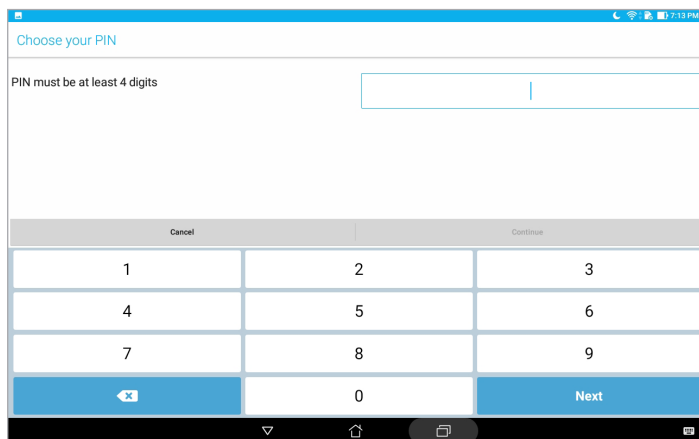 7:13 PM
Choose your PIN
PIN must be at least 4 digits
Cancel Continue
1 2 3
4 5 6
7 8 9
0 Next